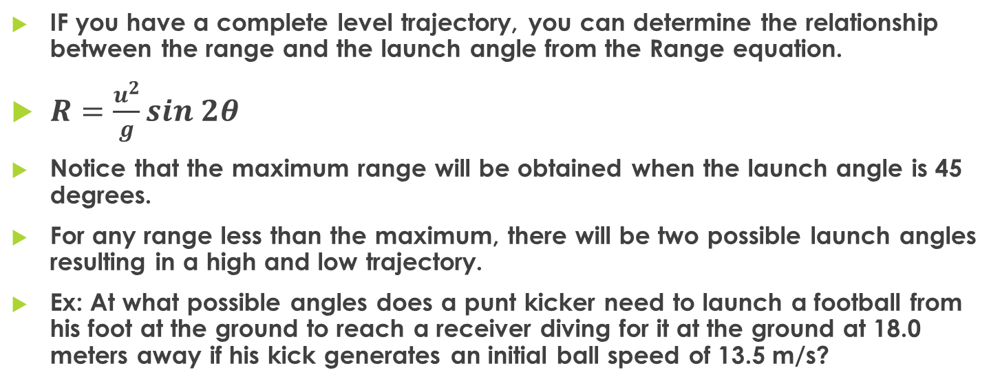 IF you have a complete level trajectory, you can determine the relationship
between the range and the launch angle from the Range equation.
R = u²/g sin 2θ
Notice that the maximum range will be obtained when the launch angle is 45
degrees.
For any range less than the maximum, there will be two possible launch angles
resulting in a high and low trajectory.
Ex: At what possible angles does a punt kicker need to launch a football from
his foot at the ground to reach a receiver diving for it at the ground at 18.0
meters away if his kick generates an initial ball speed of 13.5 m/s?